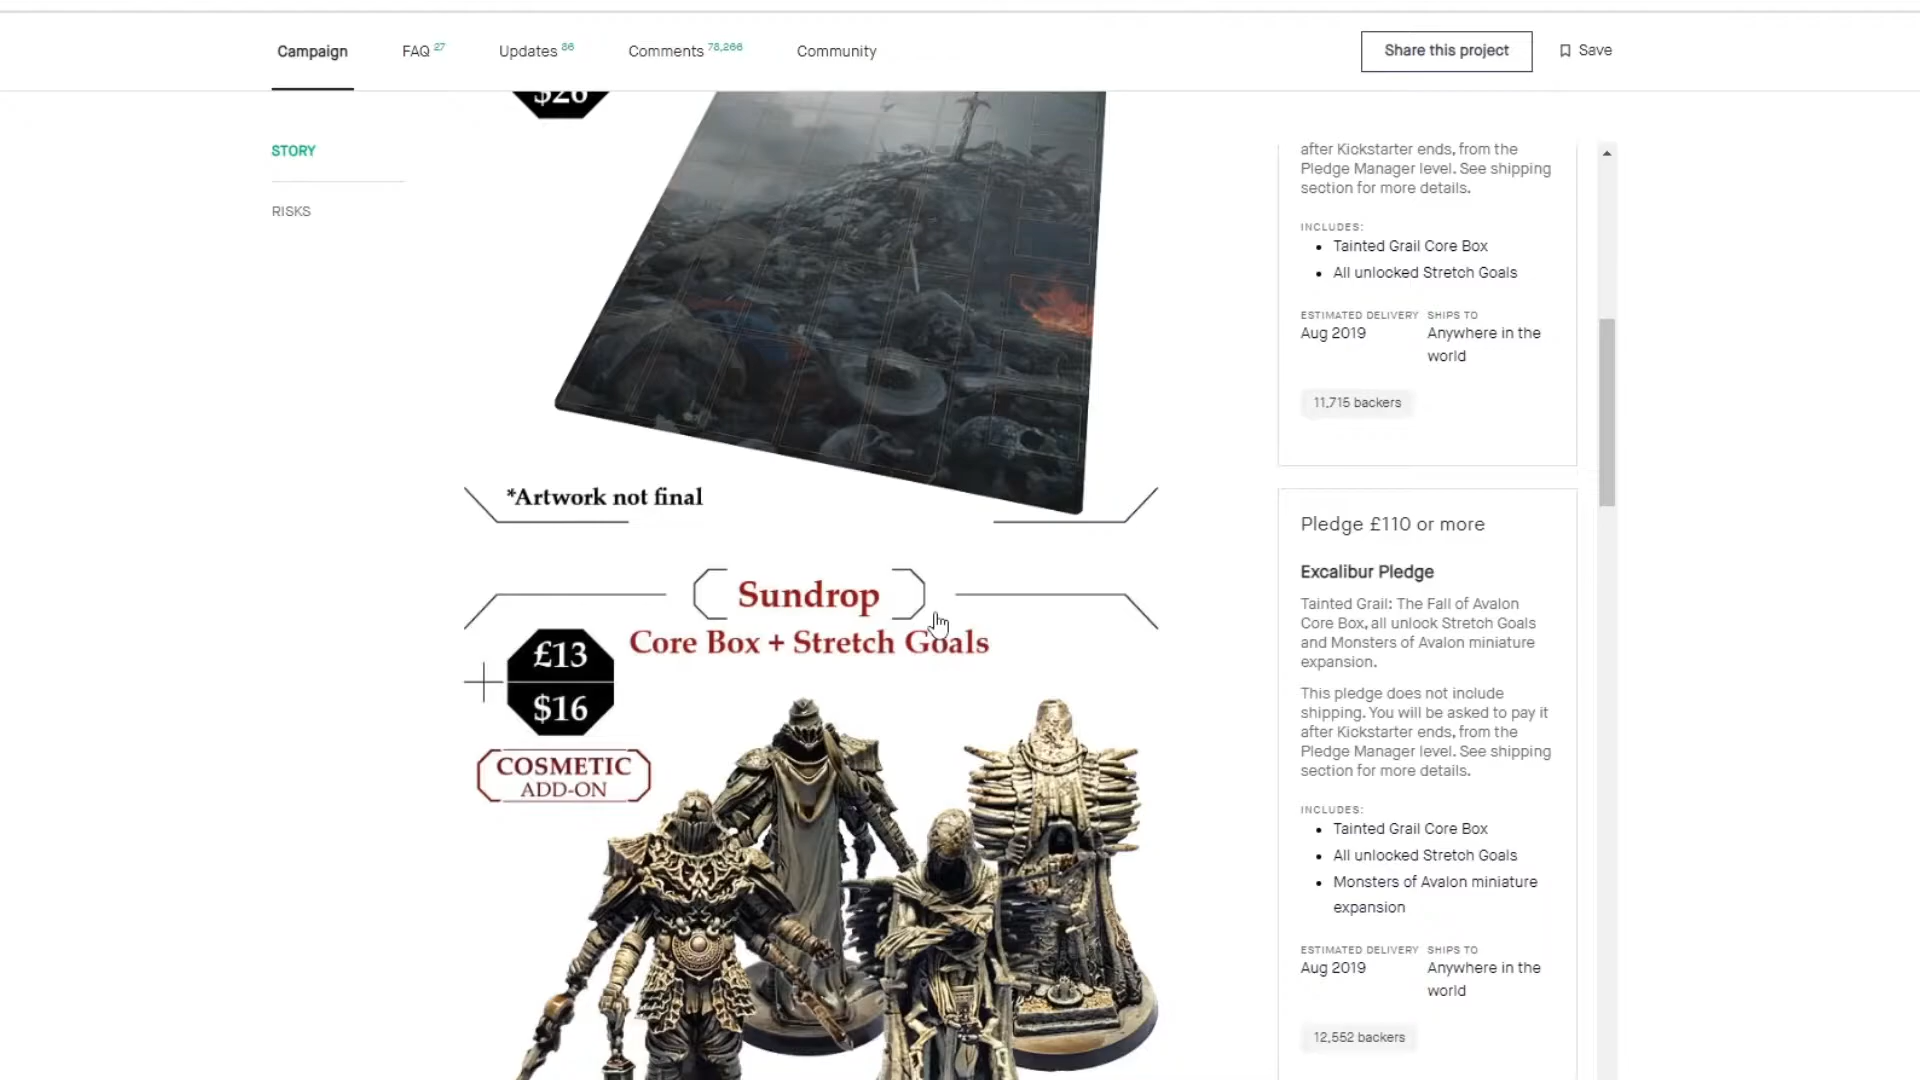 Campaign
FAQ 27
Updates 86
Comments 78,266
Community
Share this project
Save
$26
STORY
RISKS
*Artwork not final
Sundrop
Core Box + Stretch Goals
£13
$16
COSMETIC
ADD-ON
after Kickstarter ends, from the
Pledge Manager level. See shipping
section for more details.
INCLUDES:
Tainted Grail Core Box
All unlocked Stretch Goals
ESTIMATED DELIVERY
Aug 2019
SHIPS TO
Anywhere in the
world
11,715 backers
Pledge £110 or more
Excalibur Pledge
Tainted Grail: The Fall of Avalon
Core Box, all unlock Stretch Goals
and Monsters of Avalon miniature
expansion.
This pledge does not include
shipping. You will be asked to pay it
after Kickstarter ends, from the
Pledge Manager level. See shipping
section for more details.
INCLUDES:
Tainted Grail Core Box
All unlocked Stretch Goals
Monsters of Avalon miniature
expansion
ESTIMATED DELIVERY
Aug 2019
SHIPS TO
Anywhere in the
world
12,552 backers